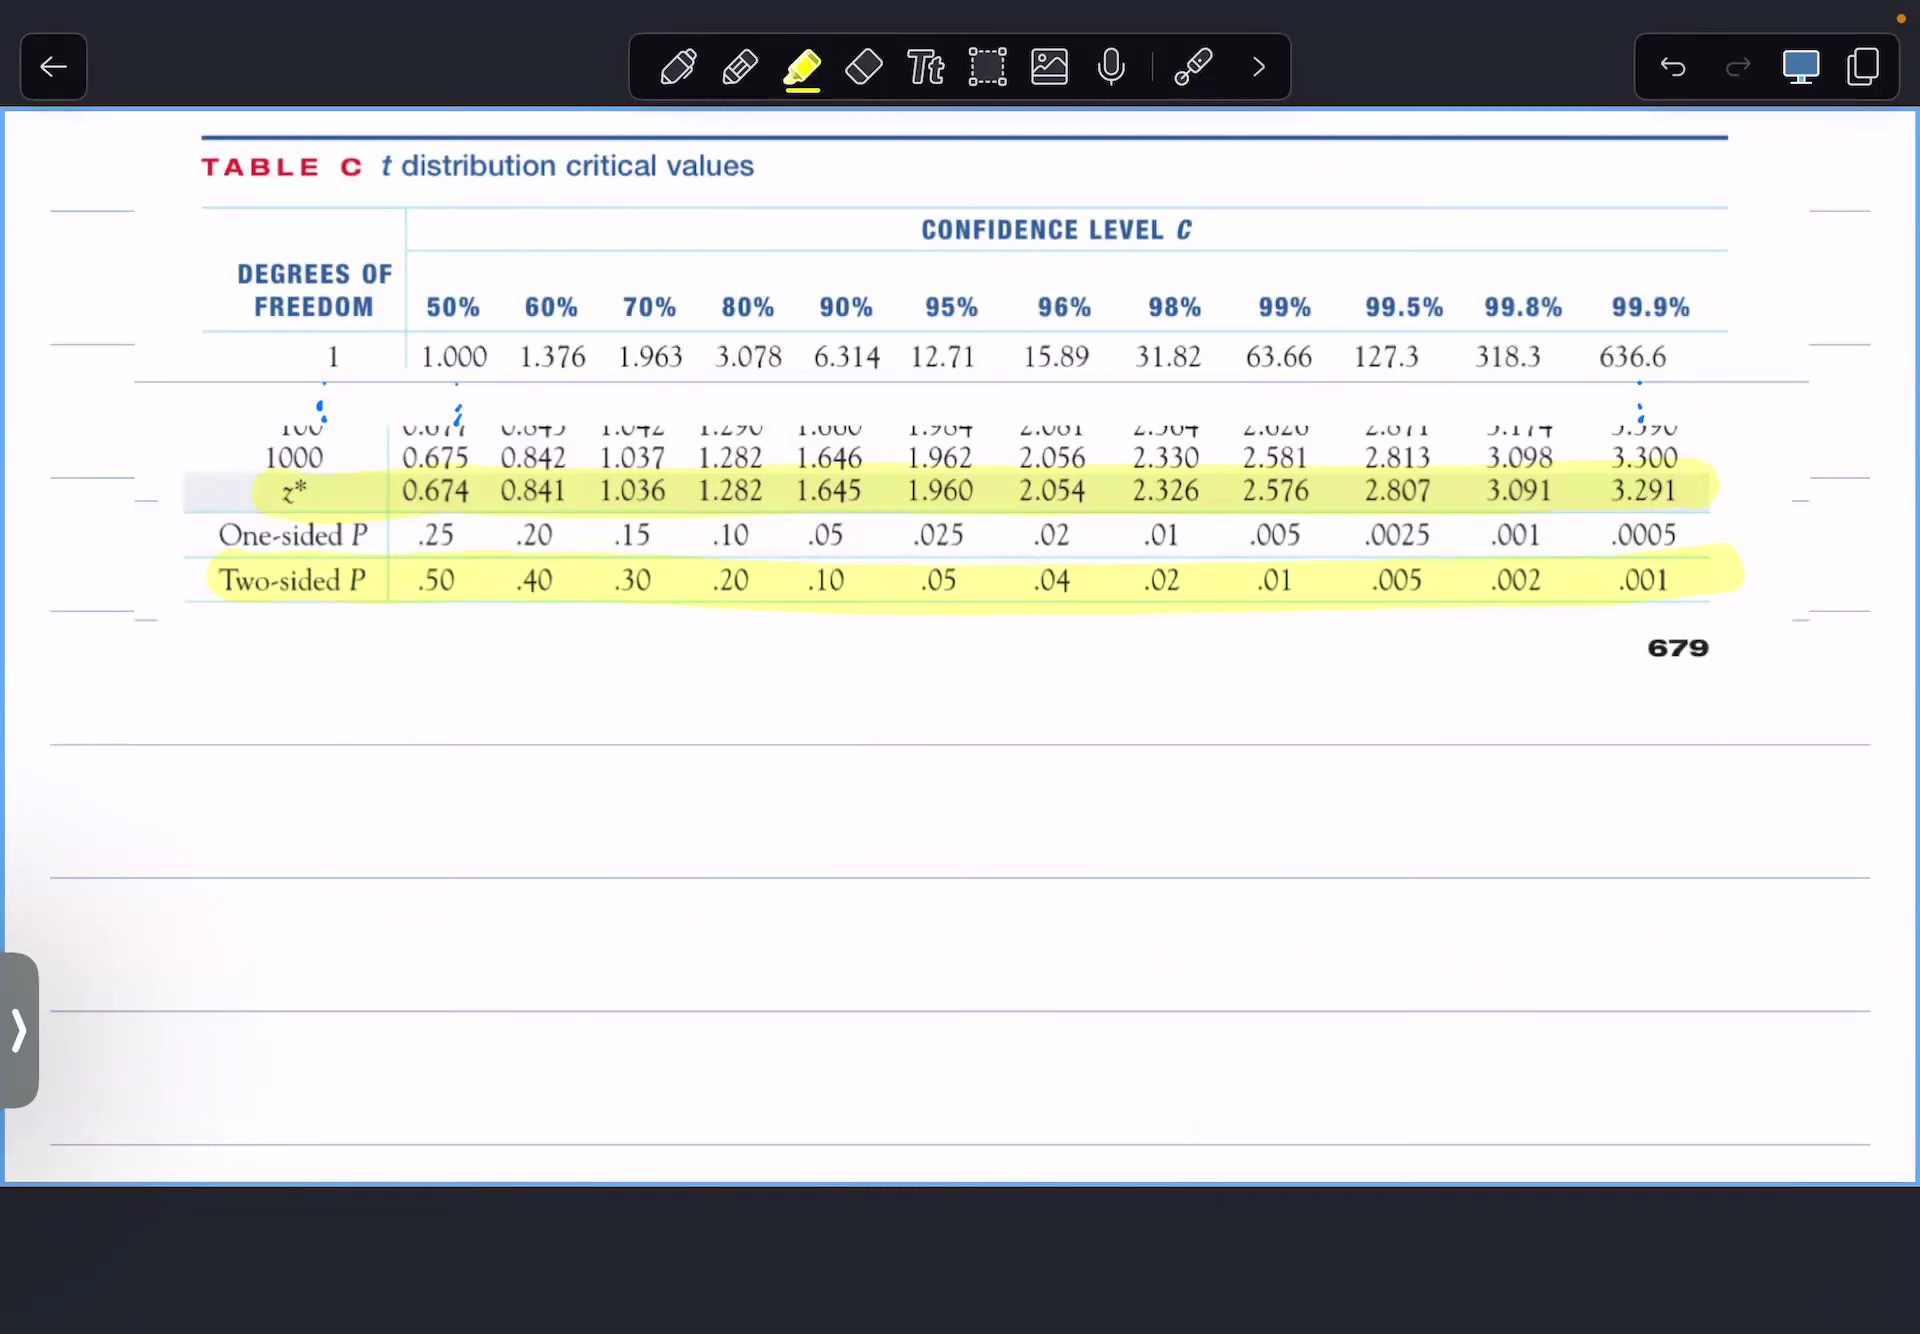 Tt
TABLE C t distribution critical values
CONFIDENCE LEVEL C
DEGREES OF
FREEDOM 50% 60% 70% 80% 90% 95% 96% 98% 99% 99.5% 99.8% 99.9%
1 1.000 1.376 1.963 3.078 6.314 12.71 15.89 31.82 63.66 127.3 318.3 636.6
1000 0.675 0.842 1.037 1.282 1.646 1.962 2.056 2.330 2.581 2.813 3.098 3.300
z* 0.674 0.841 1.036 1.282 1.645 1.960 2.054 2.326 2.576 2.807 3.091 3.291
One-sided P .25 .20 .15 .10 .05 .025 .02 .01 .005 .0025 .001 .0005
Two-sided P .50 .40 .30 .20 .10 .05 .04 .02 .01 .005 .002 .001
679